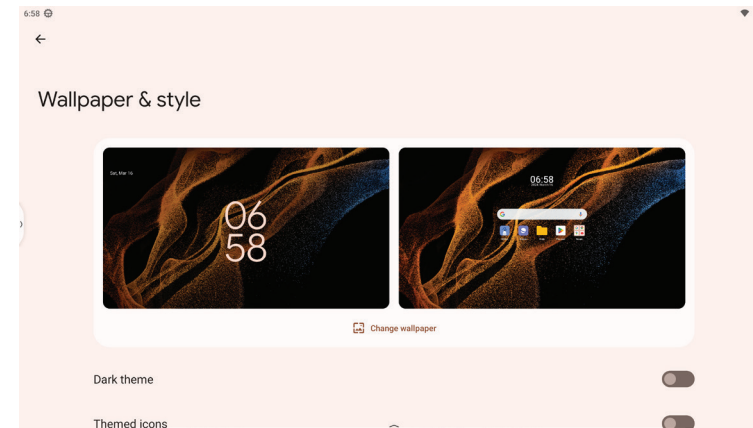 6:58
Wallpaper & style
Sat, Mar 16
06
58
06:58
Change wallpaper
Dark theme
Themed icons